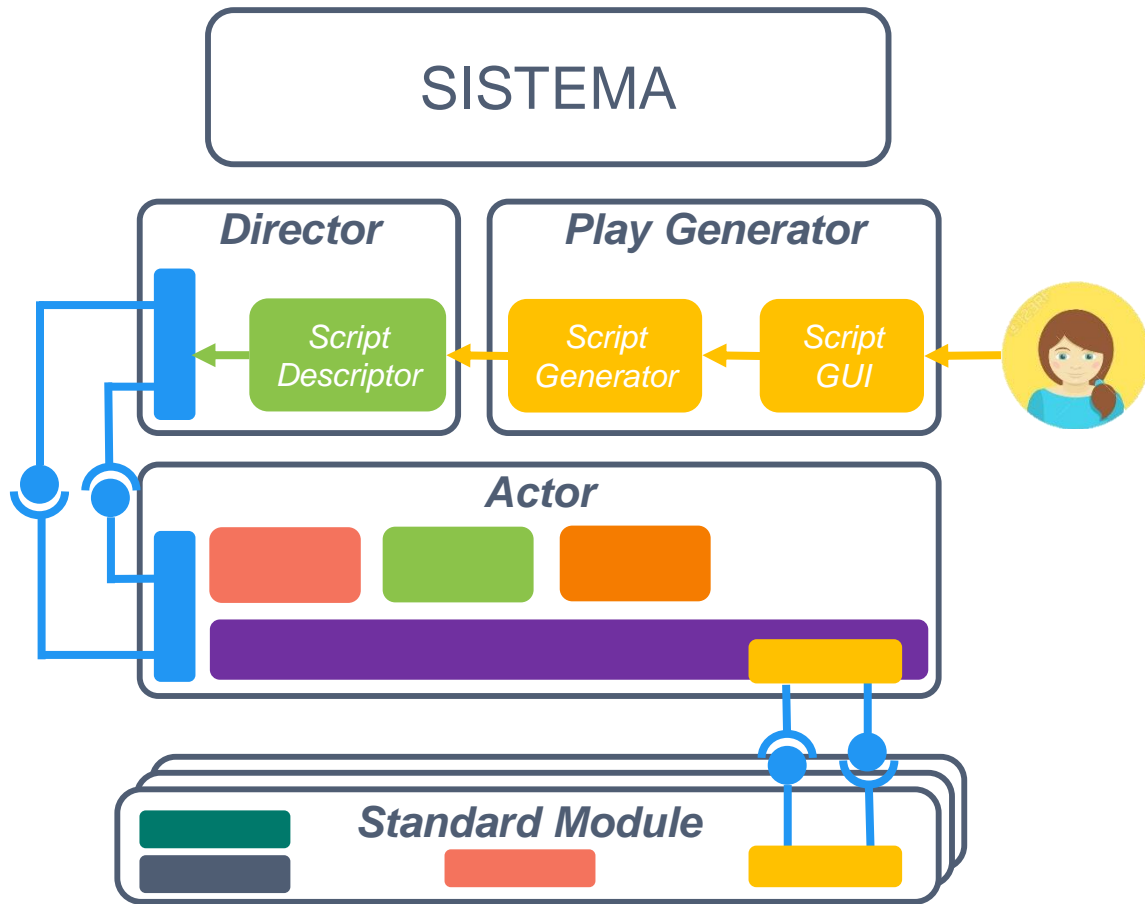 SISTEMA
Director
Play Generator
Script
Descriptor
Script
Generator
Script
GUI
Actor
Standard Module